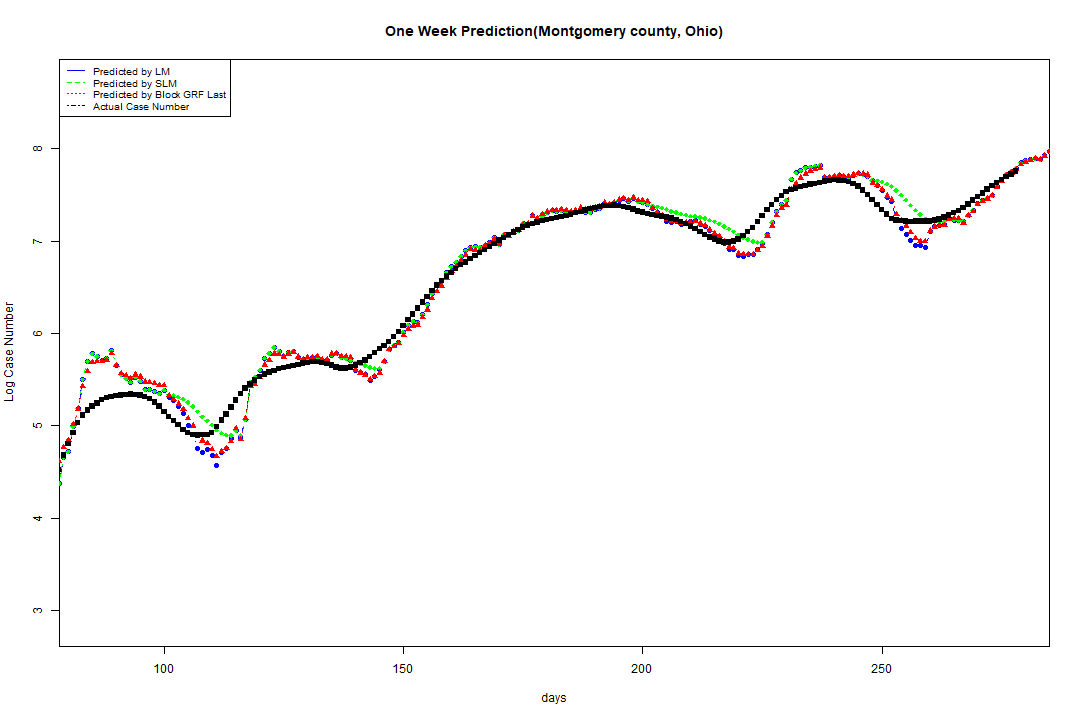 One Week Prediction(Montgomery county, Ohio)
Predicted by LM
Predicted by SLM
Predicted by Block GRF Last
Actual Case Number
8
7
6
5
4
3
Log Case Number
100 150 200 250
days